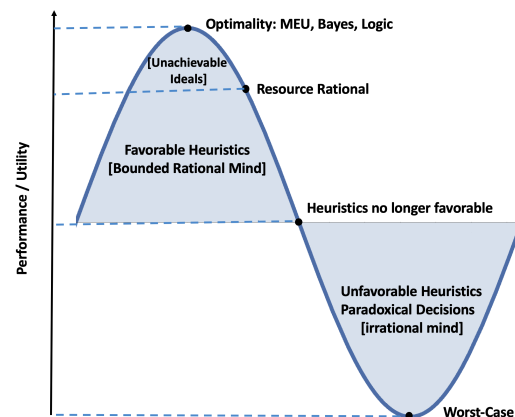 Optimality: MEU, Bayes, Logic
[Unachievable
Ideals]
Resource Rational
Favorable Heuristics
[Bounded Rational Mind]
Performance / Utility
Heuristics no longer favorable
Unfavorable Heuristics
Paradoxical Decisions
[irrational mind]
Worst-Case